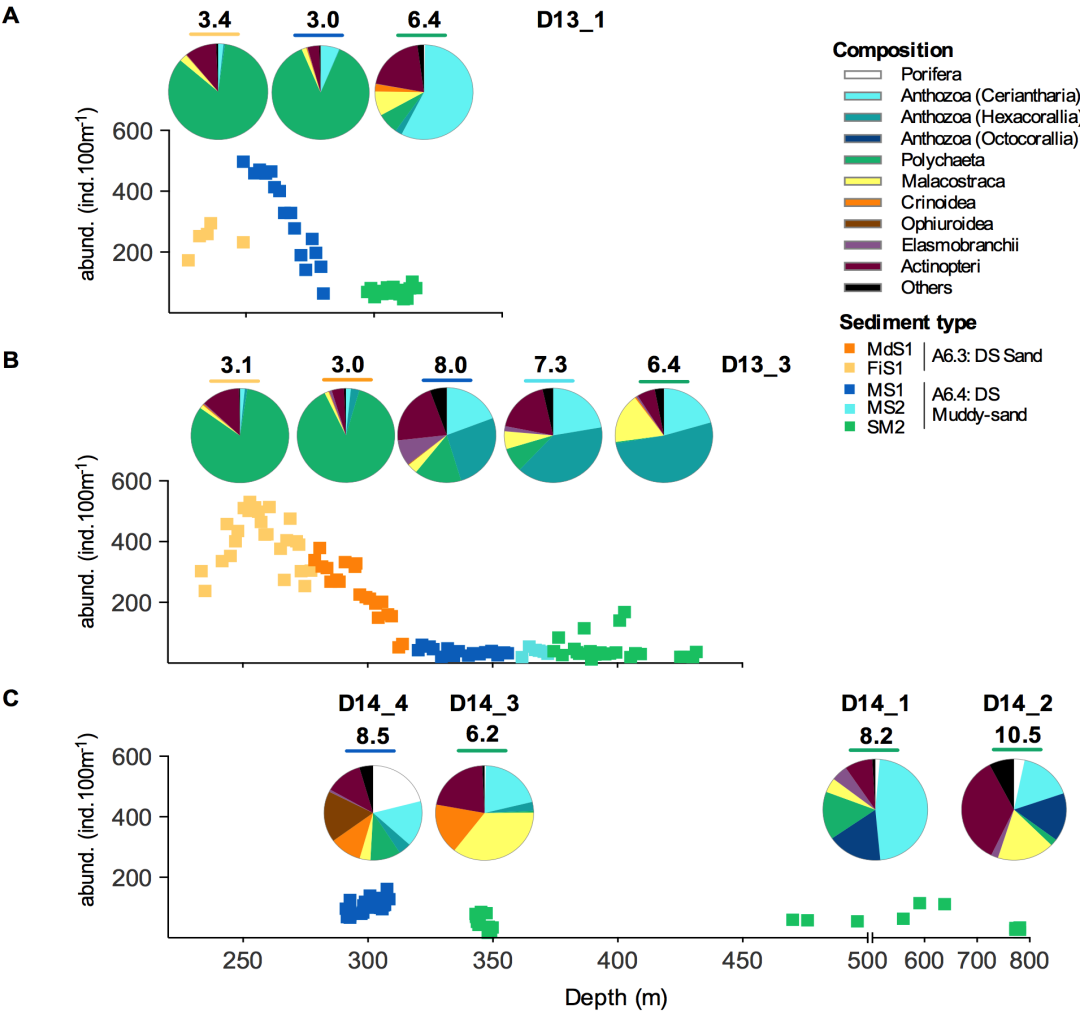 A
3.4 3.0 6.4 D13_1
600
400
200
abund. (ind.100m-1)
Composition
Porifera
Anthozoa (Ceriantharia)
Anthozoa (Hexacorallia)
Anthozoa (Octocorallia)
Polychaeta
Malacostraca
Crinoidea
Ophiuroidea
Elasmobranchii
Actinopteri
Others
Sediment type
MdS1
FiS1
A6.3: DS Sand
MS1
MS2
SM2
A6.4: DS
Muddy-sand
B
3.1 3.0 8.0 7.3 6.4 D13_3
600
400
200
abund. (ind.100m-1)
C
D14_4 D14_3 D14_1 D14_2
8.5 6.2 8.2 10.5
600
400
200
abund. (ind.100m-1)
250 300 350 400 450 500 600 700 800
Depth (m)